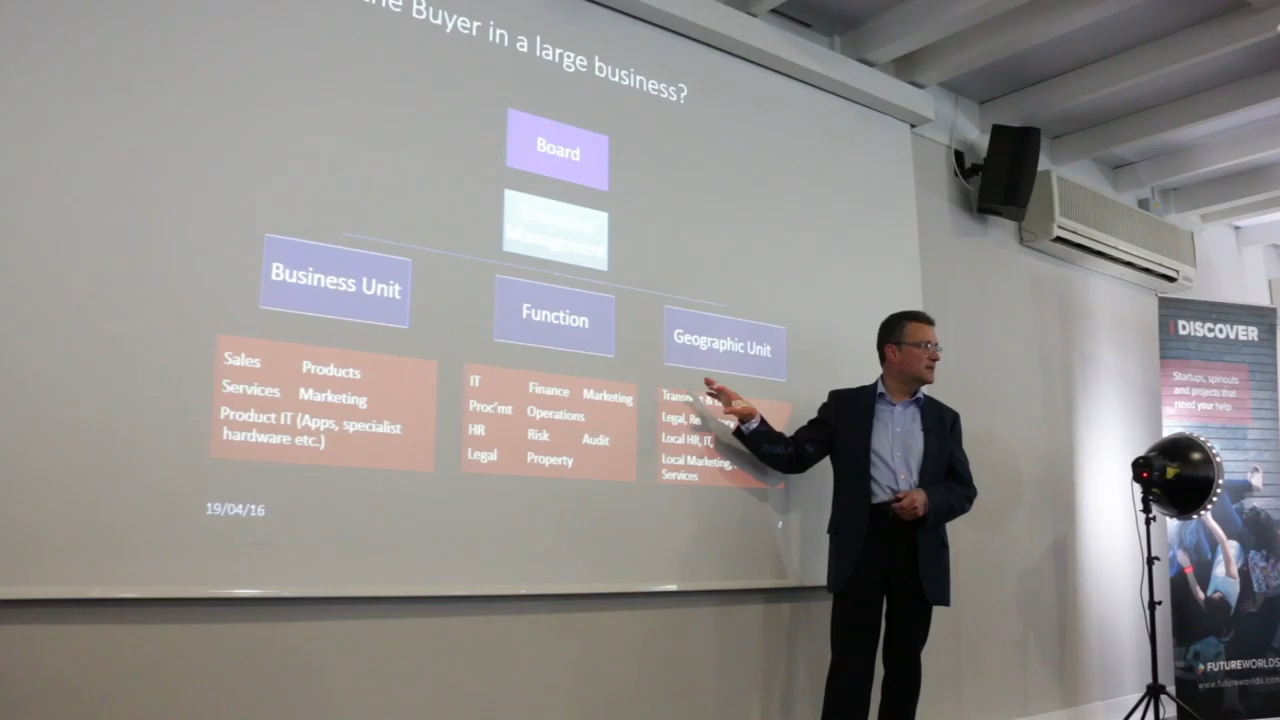 the Buyer in a large business?
Board
Management
Business Unit
Function
Geographic Unit
Sales Products
Services Marketing
Product IT (Apps, specialist
hardware etc.)
IT Finance Marketing
Proc'mt Operations
HR Risk Audit
Legal Property
Legal,
Local HR, IT,
Local Marketing,
Services
19/04/16
DISCOVER
Startups, spinouts
and projects that
need your help
FUTUREWORLDS
www.futureworlds.com